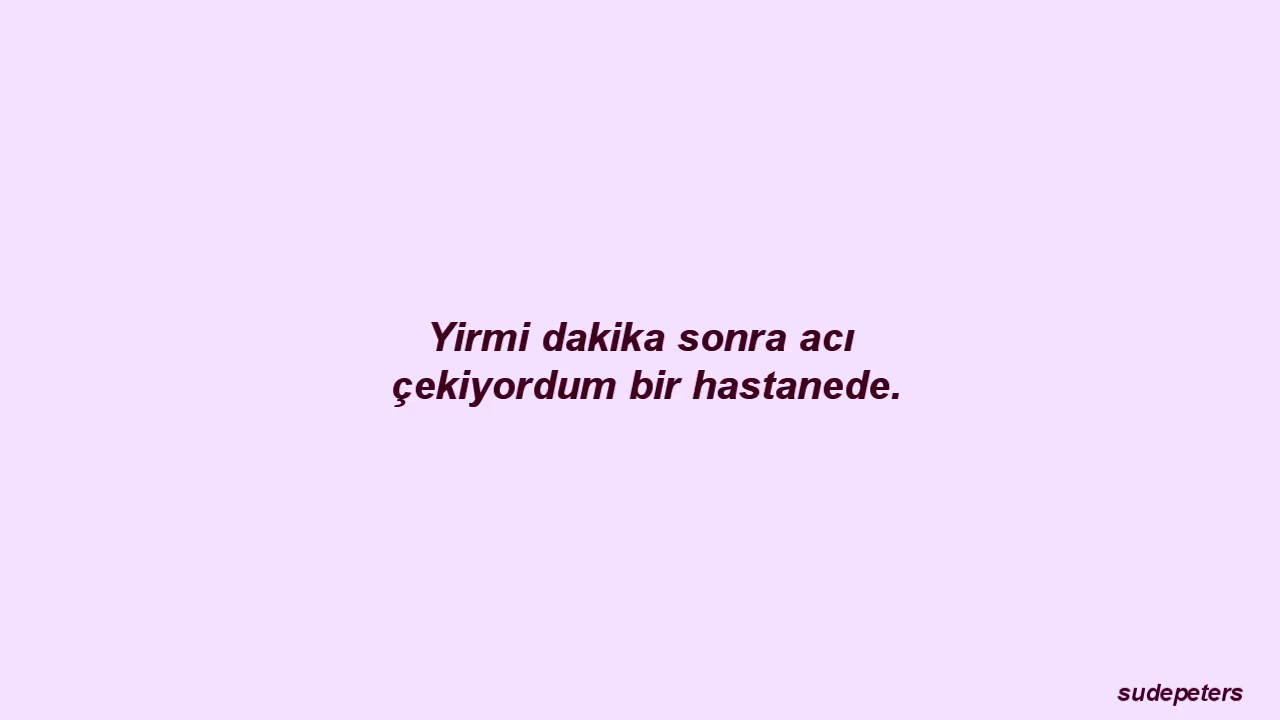 Yirmi dakika sonra acı
çekiyordum bir hastanede.
sudepeters